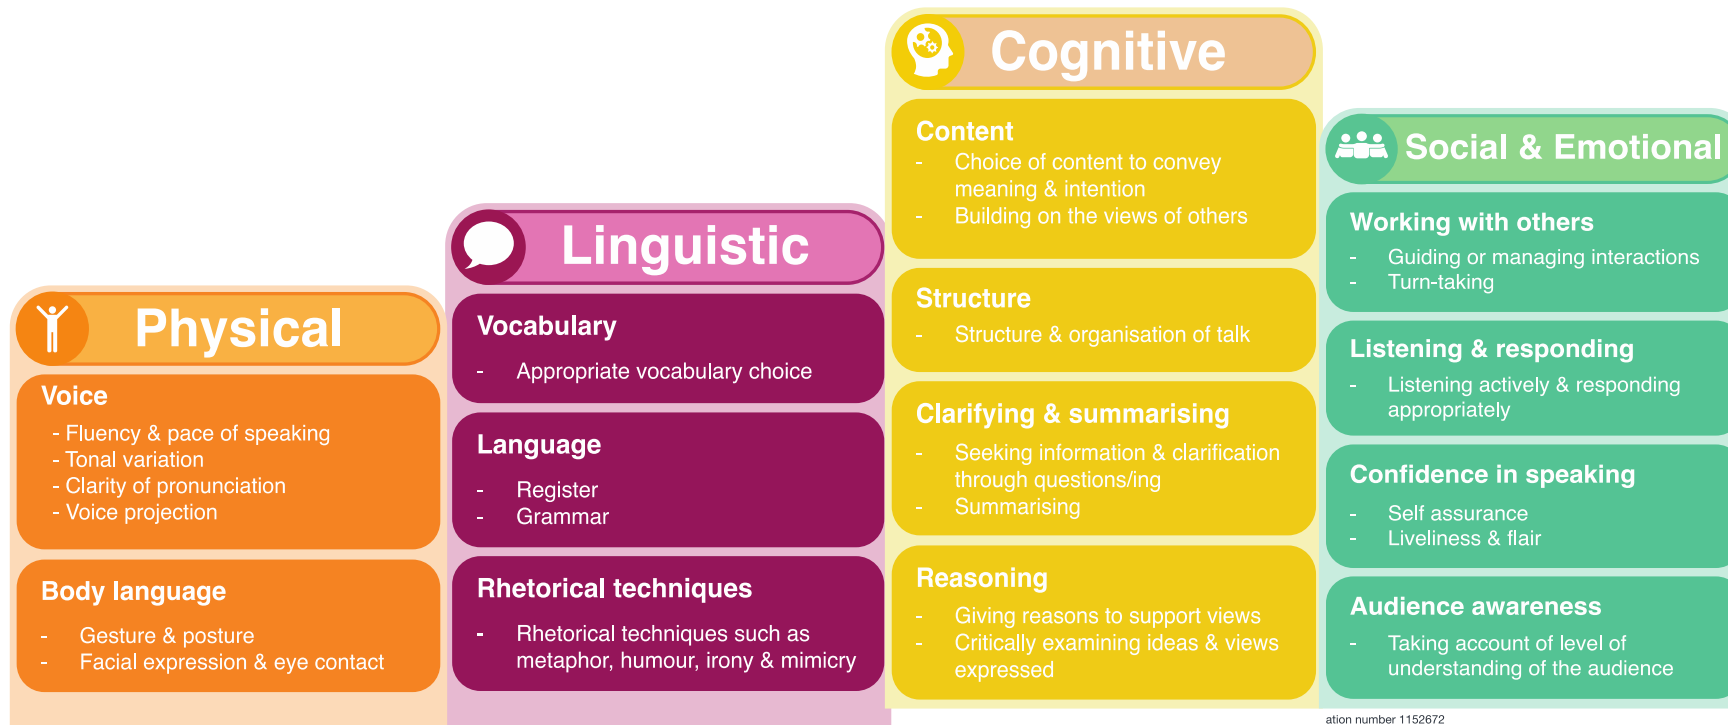 Physical
Voice
- Fluency & pace of speaking
- Tonal variation
- Clarity of pronunciation
- Voice projection
Body language
- Gesture & posture
- Facial expression & eye contact
Linguistic
Vocabulary
- Appropriate vocabulary choice
Language
- Register
- Grammar
Rhetorical techniques
- Rhetorical techniques such as
metaphor, humour, irony & mimicry
Cognitive
Content
- Choice of content to convey
meaning & intention
- Building on the views of others
Structure
- Structure & organisation of talk
Clarifying & summarising
- Seeking information & clarification
through questions/ing
- Summarising
Reasoning
- Giving reasons to support views
- Critically examining ideas & views
expressed
Social & Emotional
Working with others
- Guiding or managing interactions
- Turn-taking
Listening & responding
- Listening actively & responding
appropriately
Confidence in speaking
- Self assurance
- Liveliness & flair
Audience awareness
- Taking account of level of
understanding of the audience
ation number 1152672